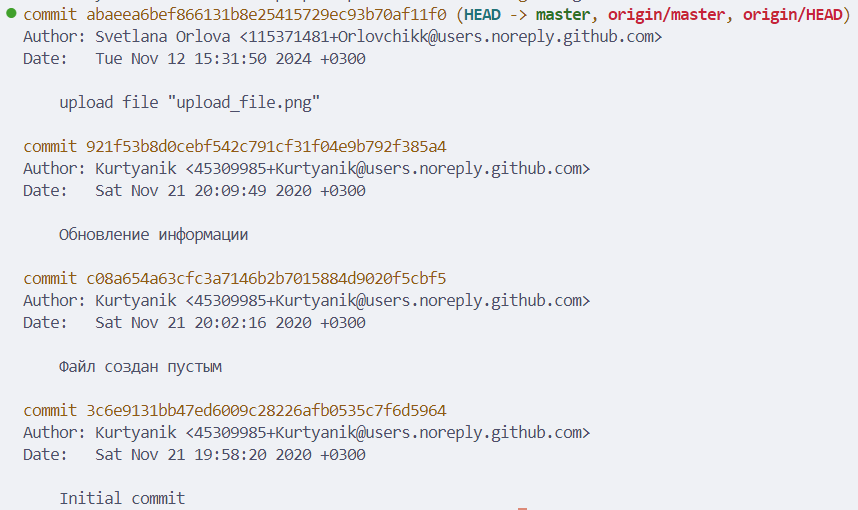 commit abaeea6bef866131b8e25415729ec93b70af11f0 (HEAD -> master, origin/master, origin/HEAD)
Author: Svetlana Orlova <115371481+Orlovchikk@users.noreply.github.com>
Date:   Tue Nov 12 15:31:50 2024 +0300
upload file "upload_file.png"
commit 921f53b8d0cebf542c791cf31f04e9b792f385a4
Author: Kurtyanik <45309985+Kurtyanik@users.noreply.github.com>
Date:   Sat Nov 21 20:09:49 2020 +0300
Обновление информации
commit c08a654a63cfc3a7146b2b7015884d9020f5cbf5
Author: Kurtyanik <45309985+Kurtyanik@users.noreply.github.com>
Date:   Sat Nov 21 20:02:16 2020 +0300
Файл создан пустым
commit 3c6e9131bb47ed6009c28226afb0535c7f6d5964
Author: Kurtyanik <45309985+Kurtyanik@users.noreply.github.com>
Date:   Sat Nov 21 19:58:20 2020 +0300
Initial commit